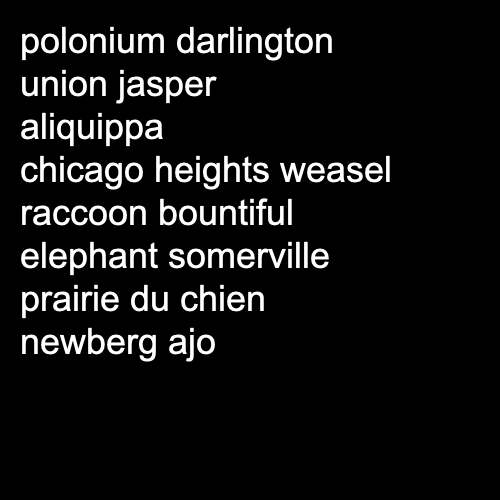 polonium darlington
union jasper
aliquippa
chicago heights weasel
raccoon bountiful
elephant somerville
prairie du chien
newberg ajo